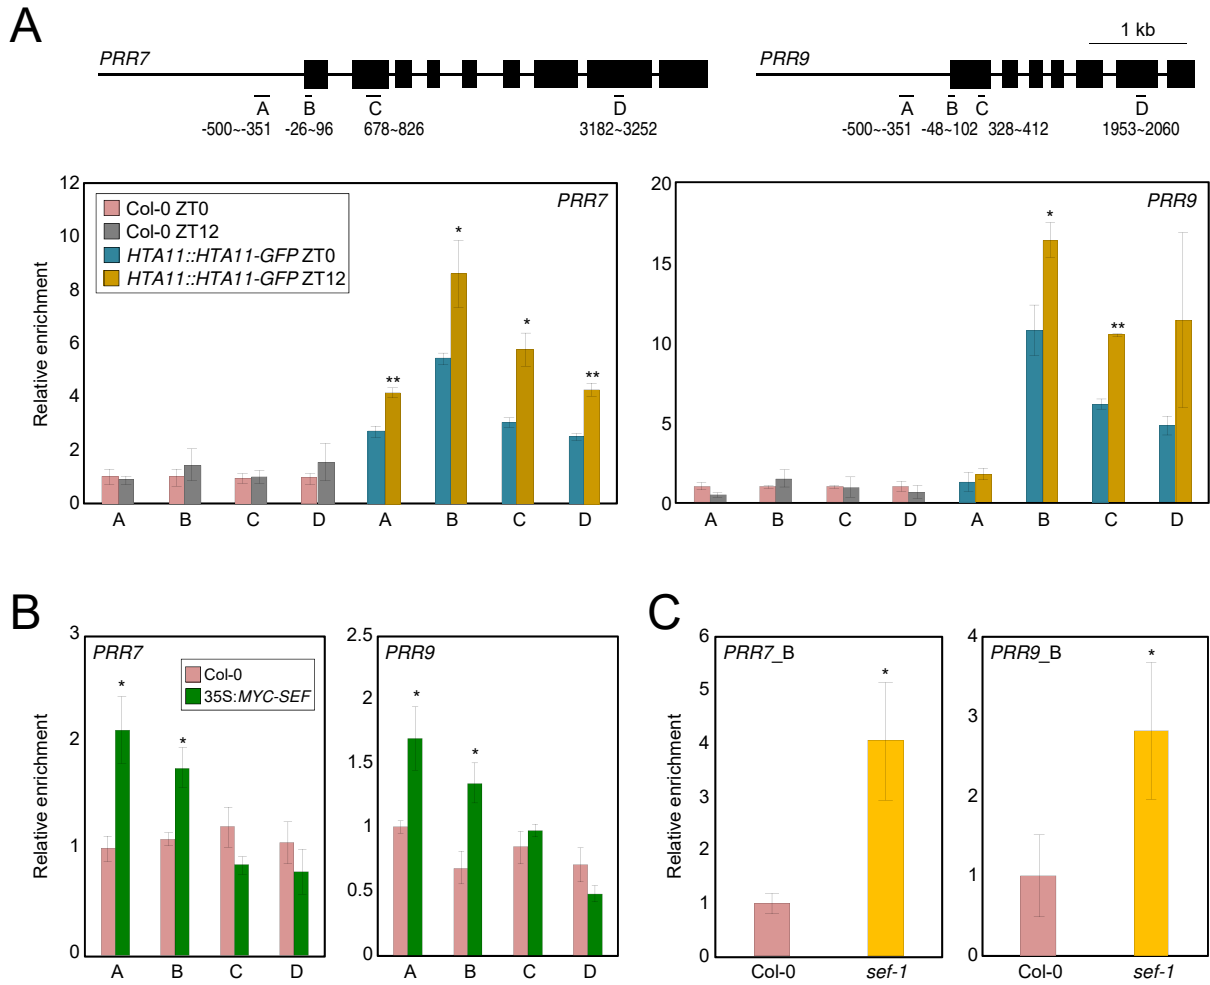 A
1 kb
PRR7
PRR9
A B C D
A B C D
-500~-351 -26~96 678~826 3182~3252
-500~-351 -48~102 328~412 1953~2060
12
10
8
6
4
2
0
Relative enrichment
PRR7
Col-0 ZT0
Col-0 ZT12
HTA11::HTA11-GFP ZT0
HTA11::HTA11-GFP ZT12
** * * **
A B C D A B C D
20
15
10
5
0
PRR9
* **
A B C D A B C D
B
3
2
1
0
Relative enrichment
PRR7
Col-0
35S:MYC-SEF
* *
A B C D
2.5
2
1.5
1
0.5
0
PRR9
* *
A B C D
C
6
5
4
3
2
1
0
Relative enrichment
PRR7_B
*
Col-0 sef-1
4
3
2
1
0
PRR9_B
*
Col-0 sef-1